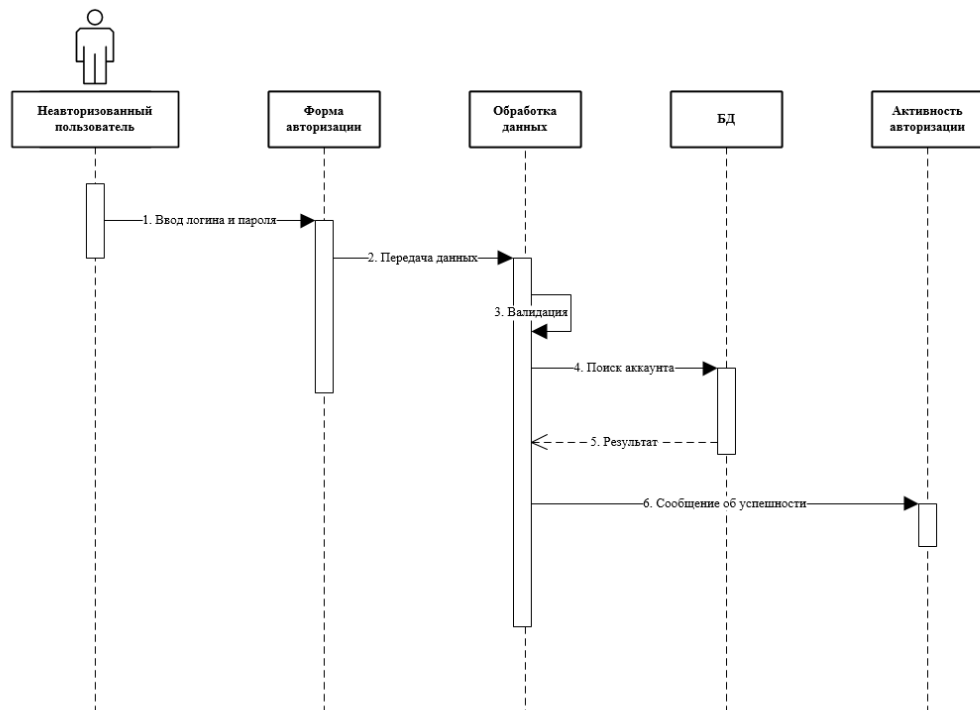 Неавторизованный
пользователь
Форма
авторизации
Обработка
данных
БД
Активность
авторизации
1. Ввод логина и пароля
2. Передача данных
3. Валидация
4. Поиск аккаунта
5. Результат
6. Сообщение об успешности